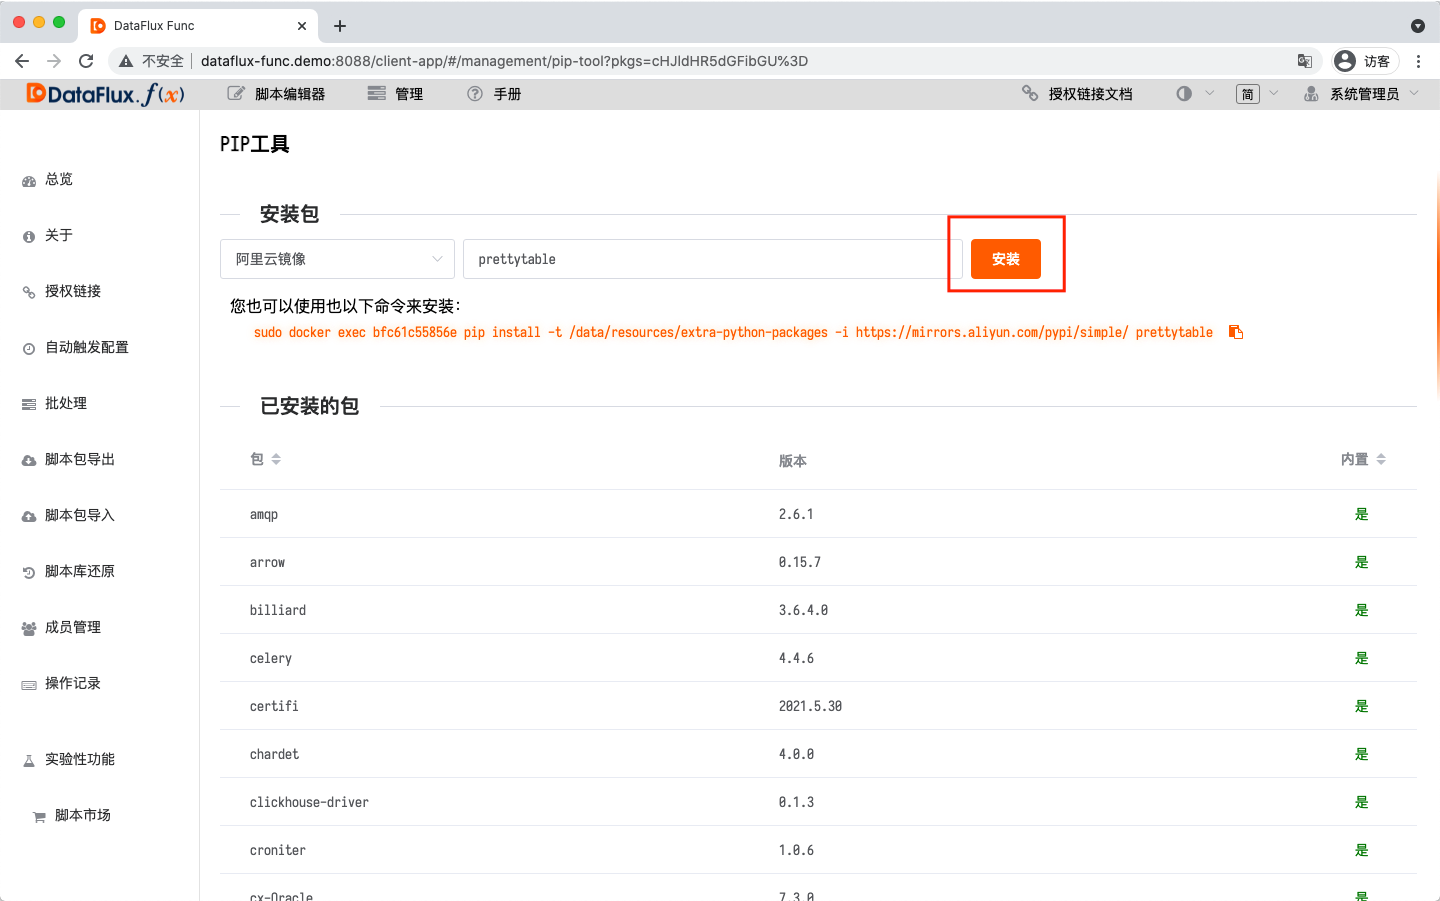 DataFlux Func
不安全 dataflux-func.demo:8088/client-app/#/management/pip-tool?pkgs=cHJldHR5dGFibGU%3D 访客
DataFlux.f(x) 脚本编辑器 管理 手册 授权链接文档 简 系统管理员
PIP工具
总览
关于
授权链接
自动触发配置
批处理
脚本包导出
脚本包导入
脚本库还原
成员管理
操作记录
实验性功能
脚本市场
安装包
阿里云镜像 prettytable 安装
您也可以使用也以下命令来安装：
sudo docker exec bfc61c55856e pip install -t /data/resources/extra-python-packages -i https://mirrors.aliyun.com/pypi/simple/ prettytable
已安装的包
包 版本 内置
amqp 2.6.1 是
arrow 0.15.7 是
billiard 3.6.4.0 是
celery 4.4.6 是
certifi 2021.5.30 是
chardet 4.0.0 是
clickhouse-driver 0.1.3 是
croniter 1.0.6 是
cx-Oracle 7.3.0 是